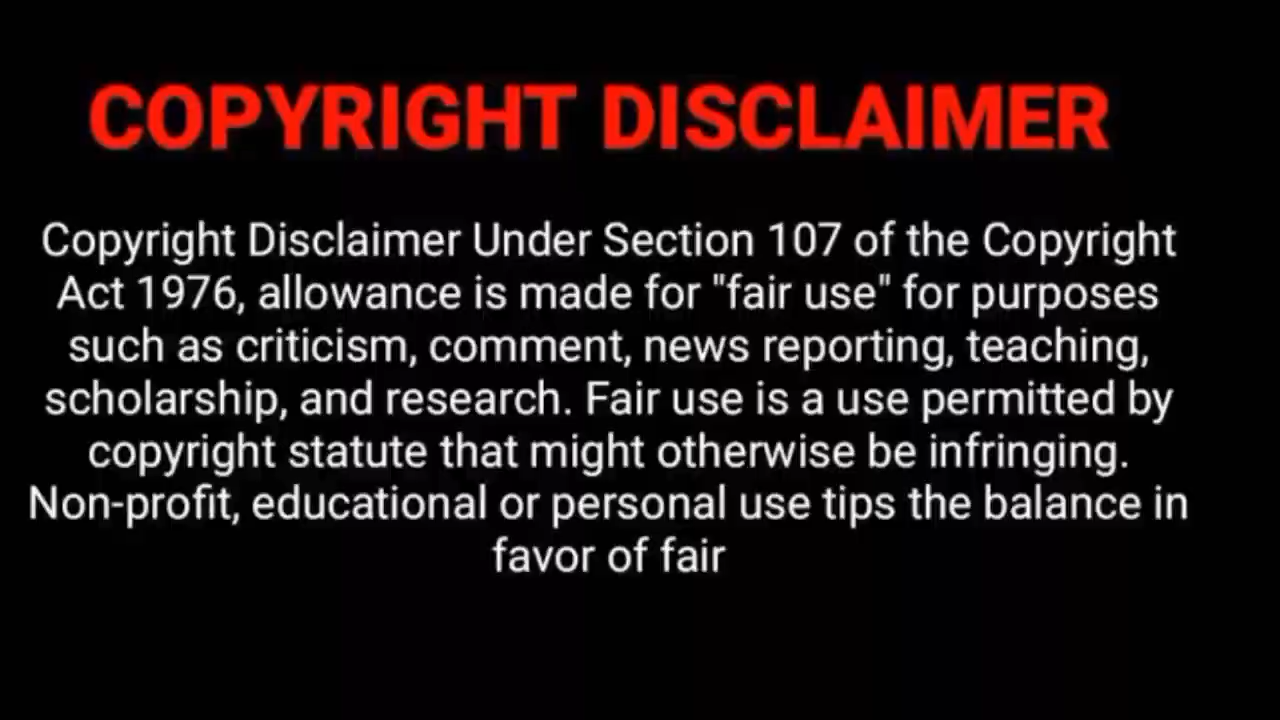 COPYRIGHT DISCLAIMER
Copyright Disclaimer Under Section 107 of the Copyright
Act 1976, allowance is made for "fair use" for purposes
such as criticism, comment, news reporting, teaching,
scholarship, and research. Fair use is a use permitted by
copyright statute that might otherwise be infringing.
Non-profit, educational or personal use tips the balance in
favor of fair